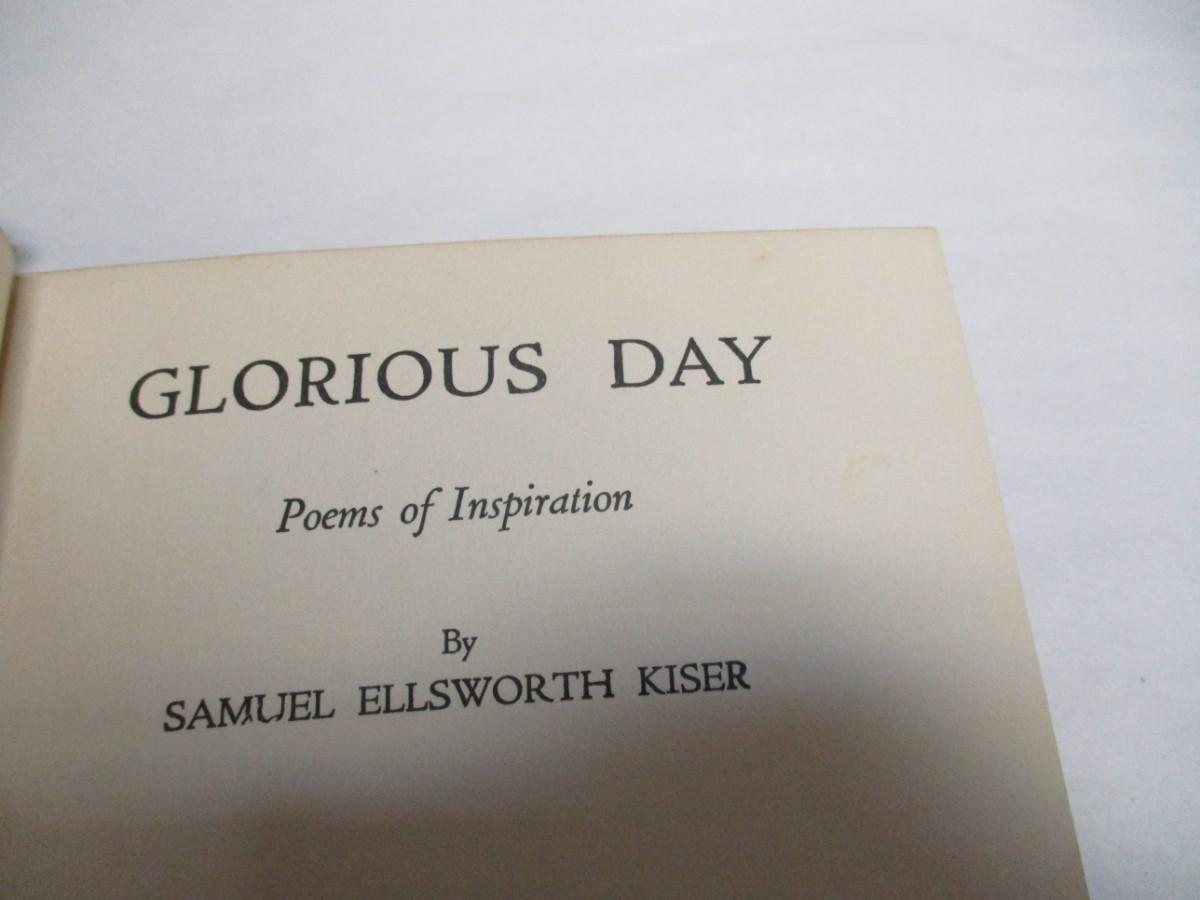 GLORIOUS DAY
Poems of Inspiration
By
SAMUEL ELLSWORTH KISER